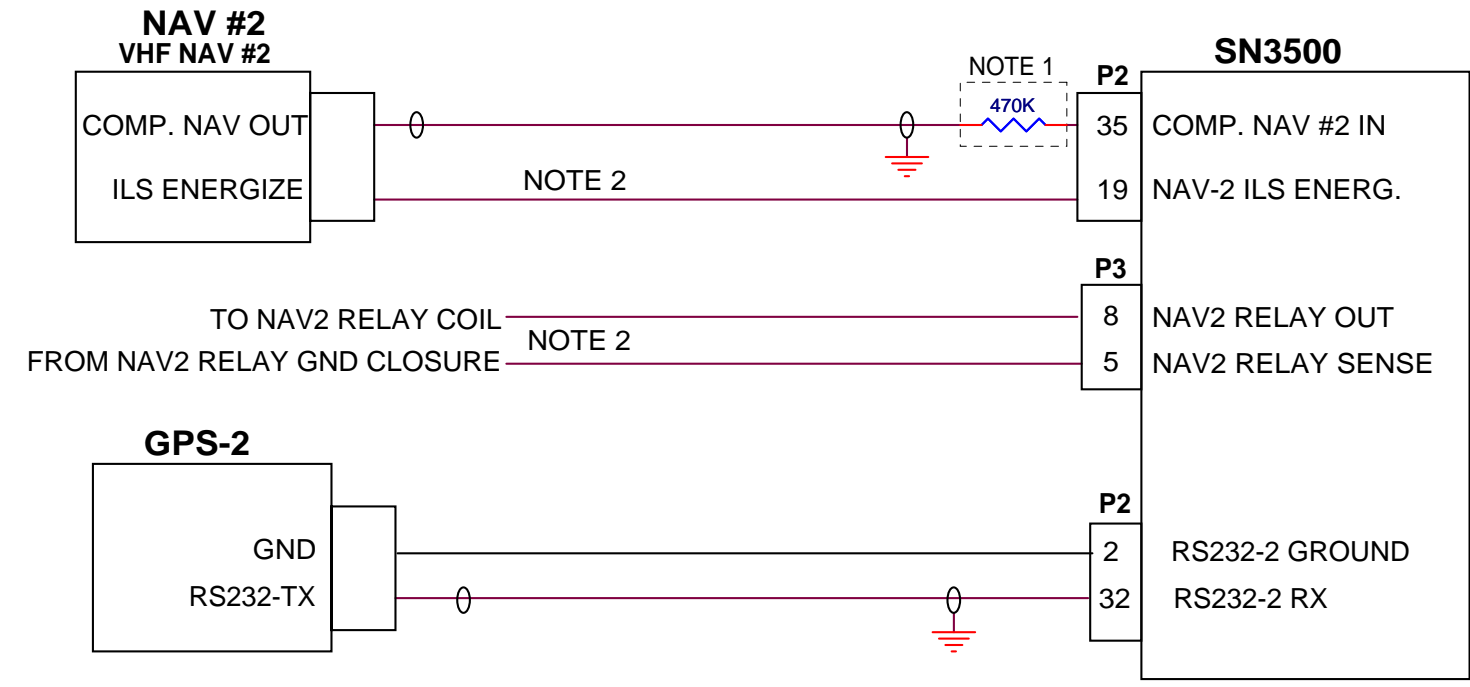 NAV #2
VHF NAV #2
SN3500
NOTE 1
P2
470K
COMP. NAV OUT
35
COMP. NAV #2 IN
ILS ENERGIZE
NOTE 2
19
NAV-2 ILS ENERG.
P3
TO NAV2 RELAY COIL
8
NAV2 RELAY OUT
NOTE 2
FROM NAV2 RELAY GND CLOSURE
5
NAV2 RELAY SENSE
GPS-2
P2
GND
2
RS232-2 GROUND
RS232-TX
32
RS232-2 RX